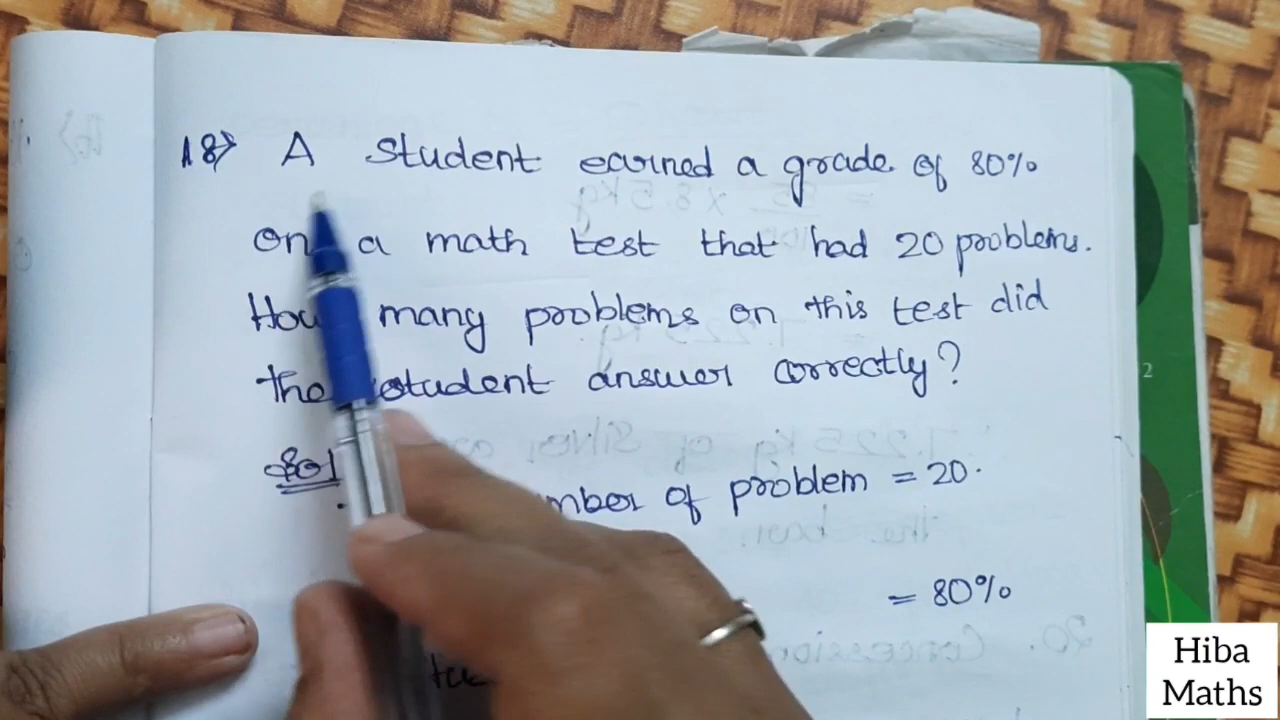 18> A student earned a grade of 80%
on a math test that had 20 problems.
How many problems on this test did
the student answer correctly?
Sol
of problem = 20.
= 80%
2
Hiba
Maths